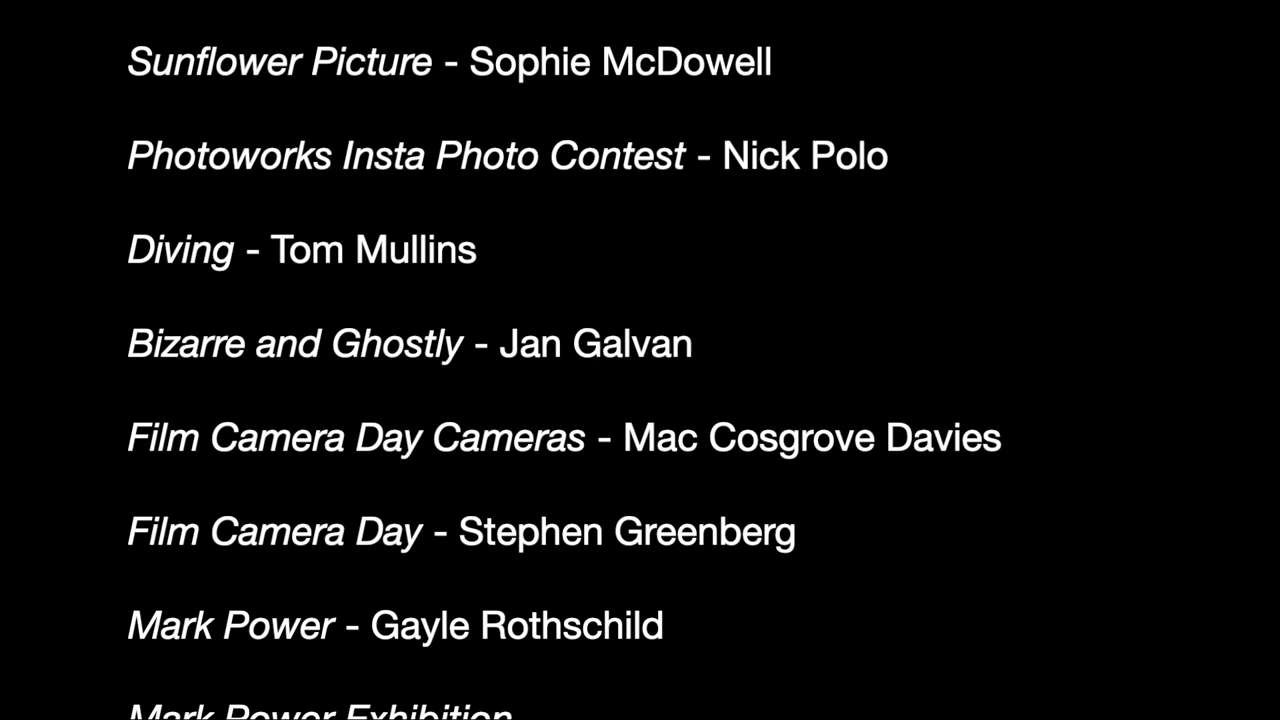 Sunflower Picture - Sophie McDowell
Photoworks Insta Photo Contest - Nick Polo
Diving - Tom Mullins
Bizarre and Ghostly - Jan Galvan
Film Camera Day Cameras - Mac Cosgrove Davies
Film Camera Day - Stephen Greenberg
Mark Power - Gayle Rothschild
Mark Power Exhibition